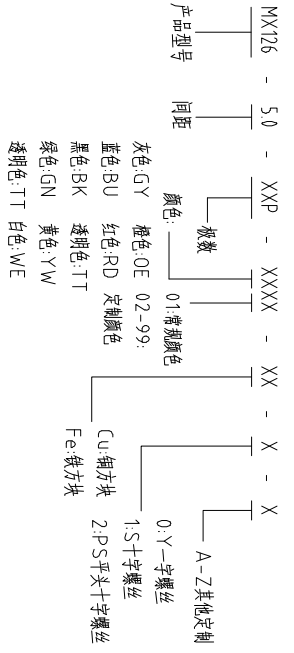 MX126 - 5.0 - XXP - XXXX - XX - X - X
产品型号
间距
极数
颜色:
灰色:GY 橙色:OE
蓝色:BU 红色:RD
黑色:BK 透明色:TT
绿色:GN 黄色:YW
透明色:TT 白色:WE
01:常规颜色
02-99:
定制颜色
Cu:铜方块
Fe:铁方块
0:Y一字螺丝
1:S十字螺丝
2:PS平头十字螺丝
A-Z其他定制